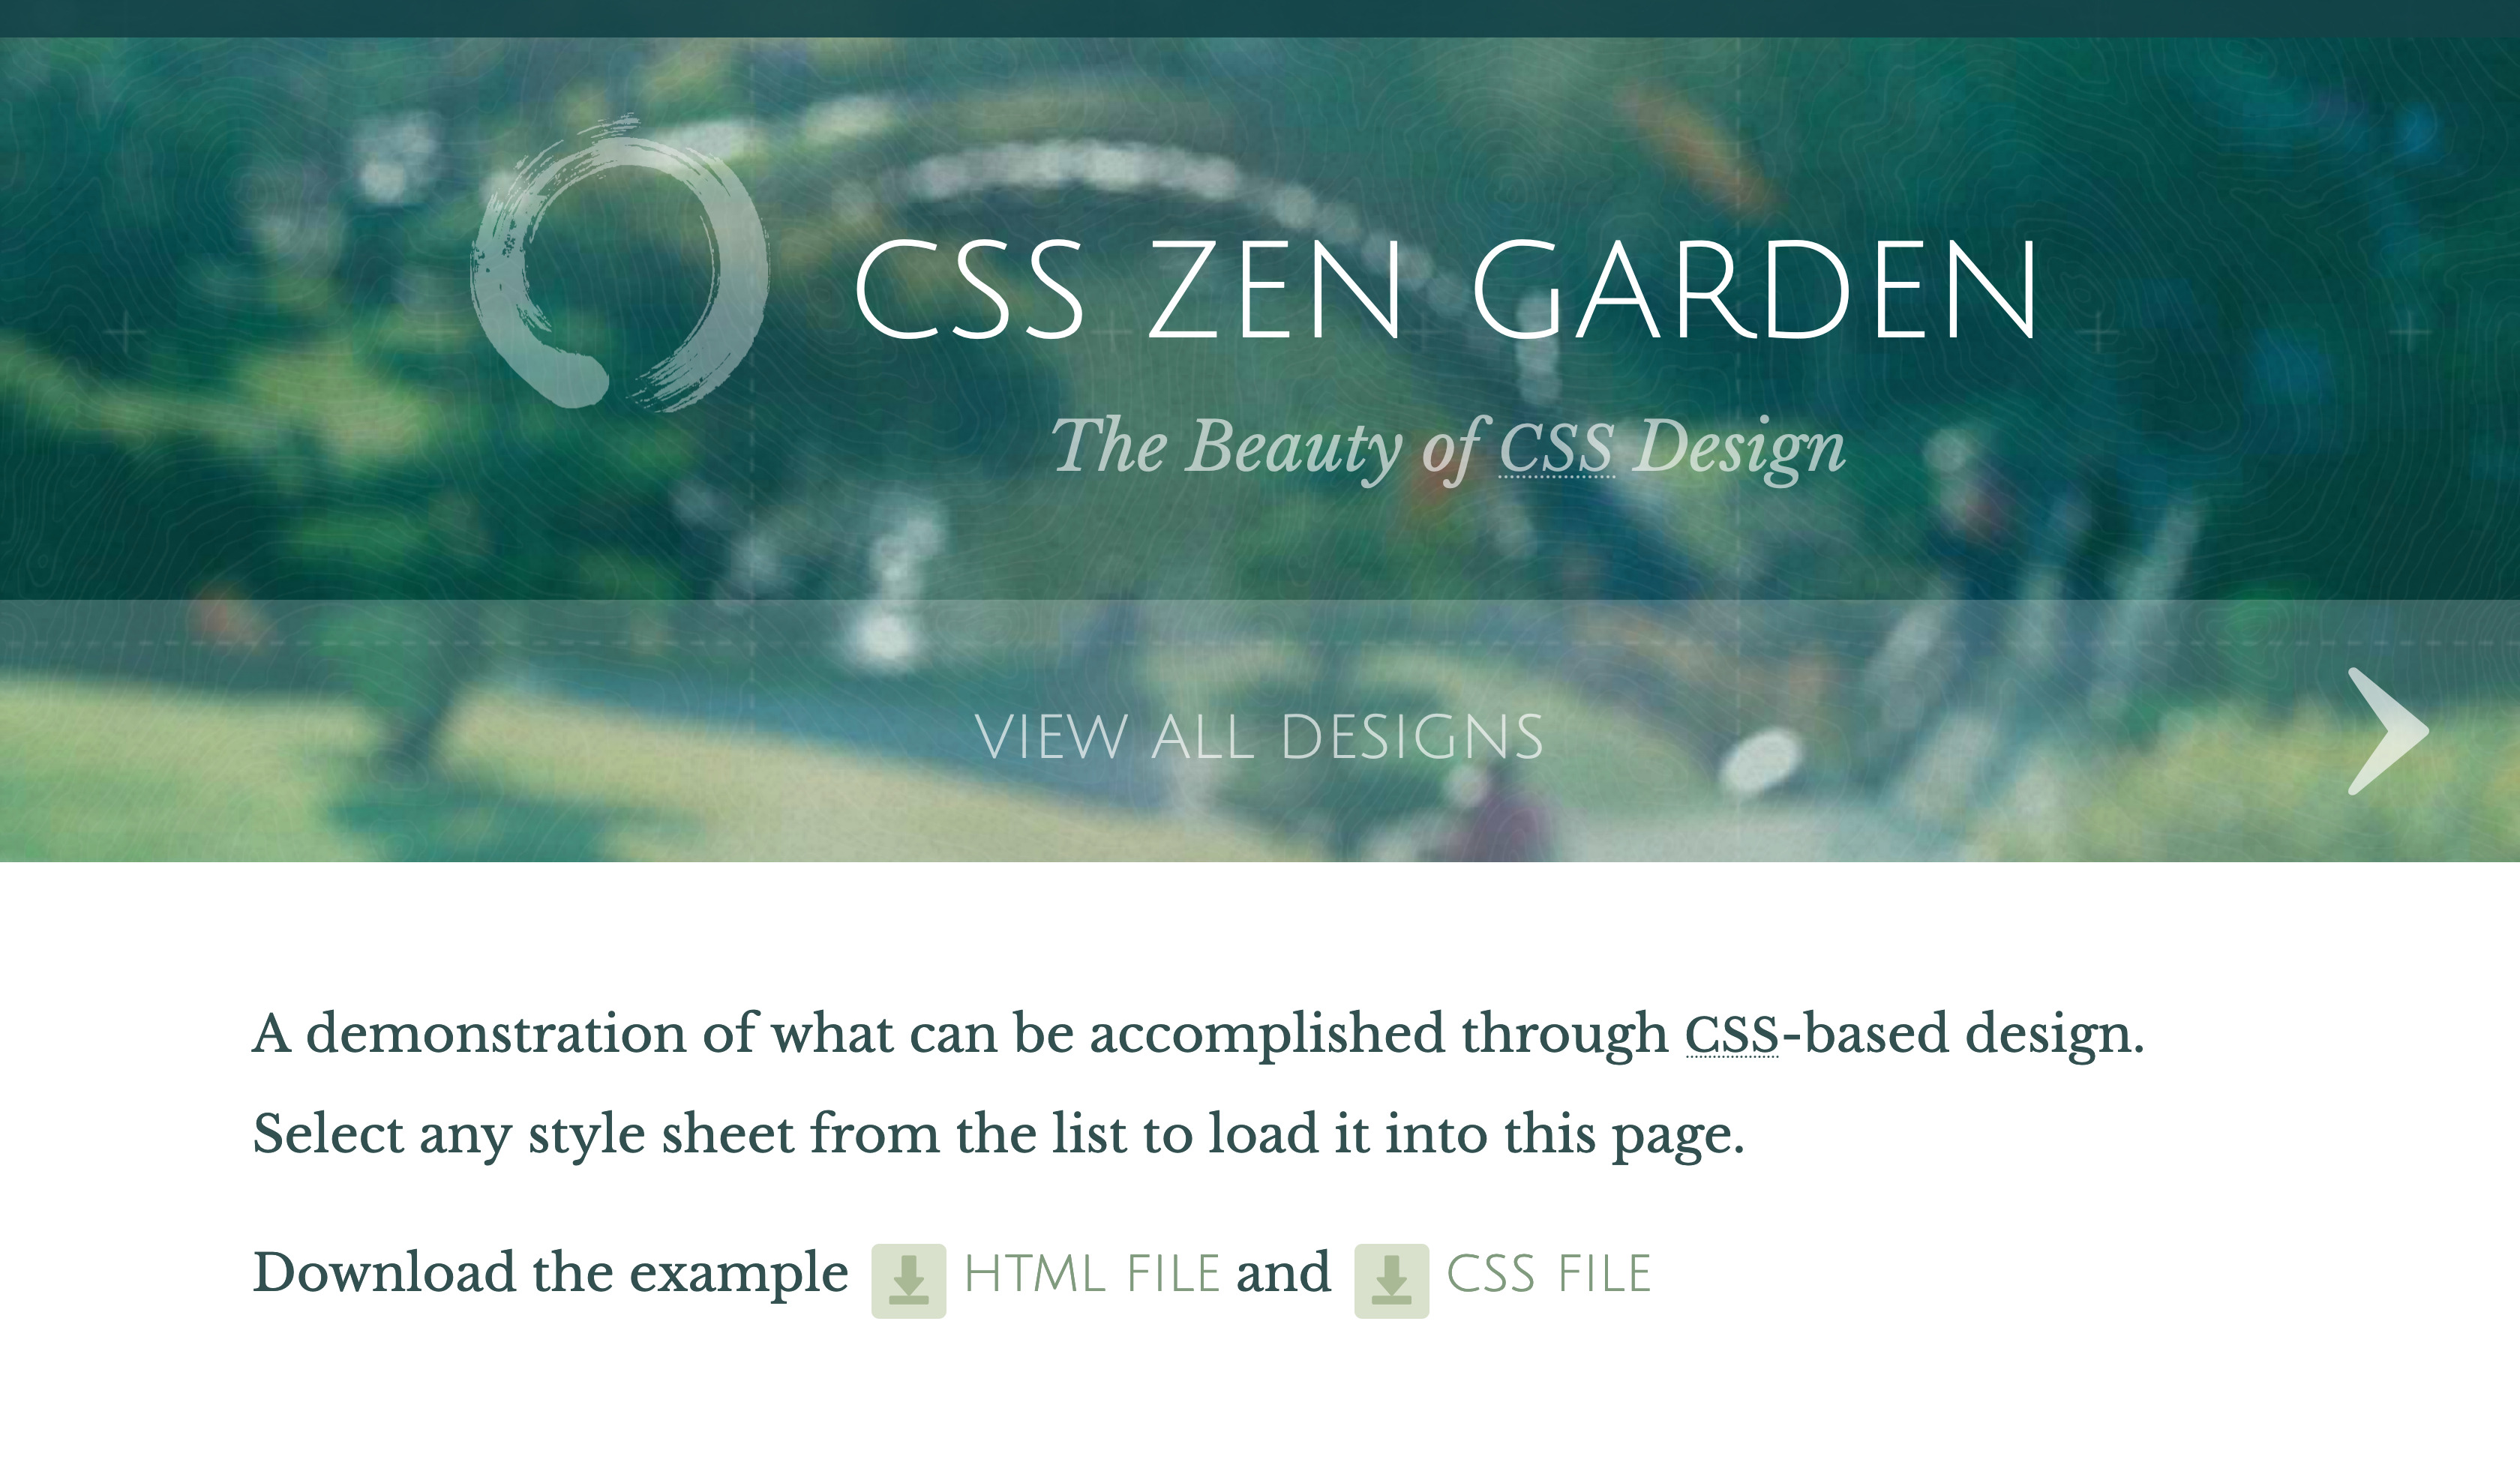 CSS ZEN GARDEN
The Beauty of CSS Design
VIEW ALL DESIGNS
A demonstration of what can be accomplished through CSS-based design.
Select any style sheet from the list to load it into this page.
Download the example HTML FILE and CSS FILE